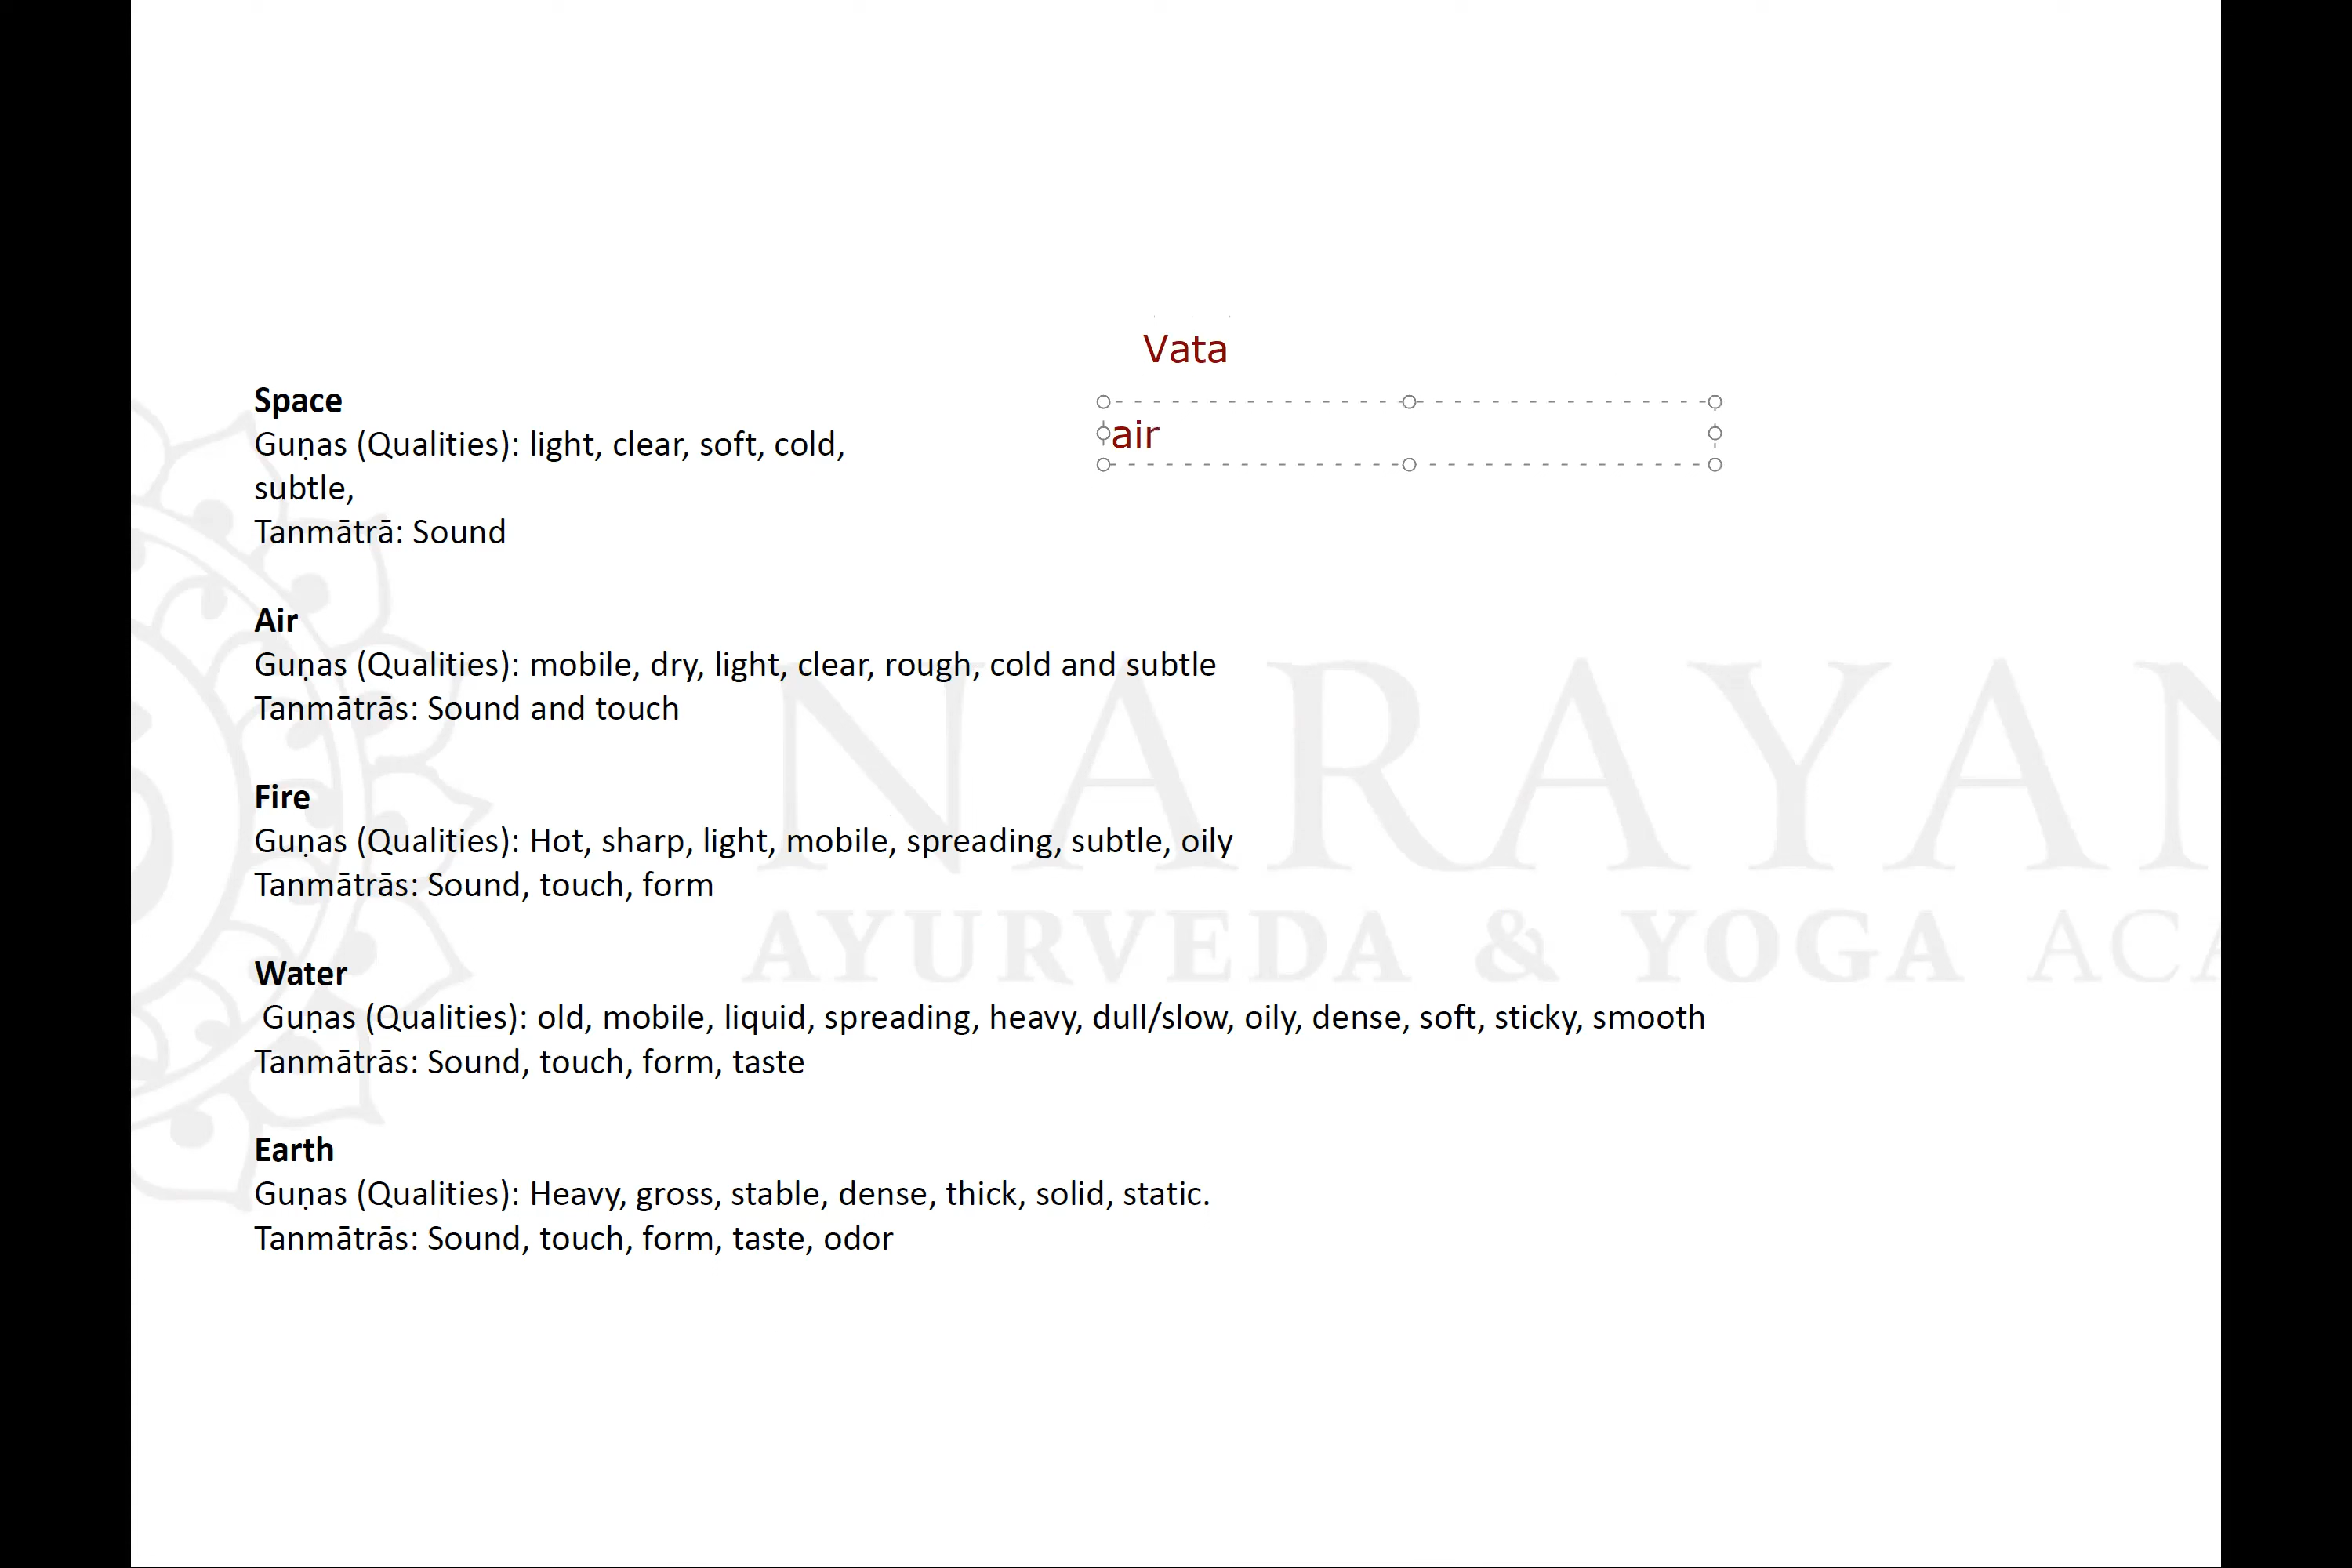 Vata
Space
air
Guṇas (Qualities): light, clear, soft, cold,
subtle,
Tanmātrā: Sound
Air
Guṇas (Qualities): mobile, dry, light, clear, rough, cold and subtle
Tanmātrās: Sound and touch
Fire
Guṇas (Qualities): Hot, sharp, light, mobile, spreading, subtle, oily
Tanmātrās: Sound, touch, form
Water
Guṇas (Qualities): old, mobile, liquid, spreading, heavy, dull/slow, oily, dense, soft, sticky, smooth
Tanmātrās: Sound, touch, form, taste
Earth
Guṇas (Qualities): Heavy, gross, stable, dense, thick, solid, static.
Tanmātrās: Sound, touch, form, taste, odor
NARAYAN
AYURVEDA & YOGA ACA